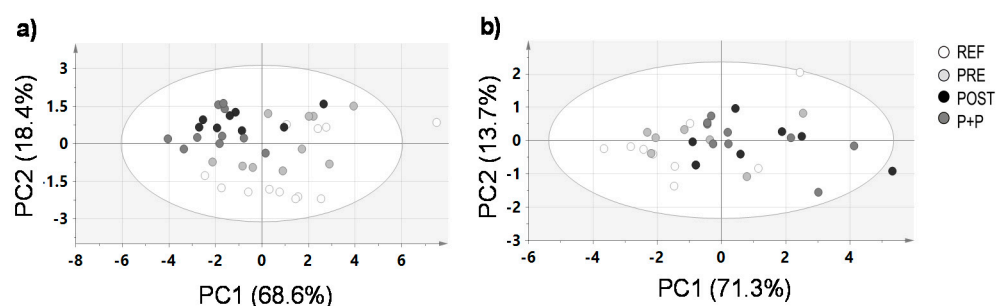 a)
3
1.5
0
-1.5
-3
PC2 (18.4%)
-8 -6 -4 -2 0 2 4 6 8
PC1 (68.6%)
b)
2
1
0
-1
-2
-3
PC2 (13.7%)
-6 -4 -2 0 2 4
PC1 (71.3%)
REF
PRE
POST
P+P